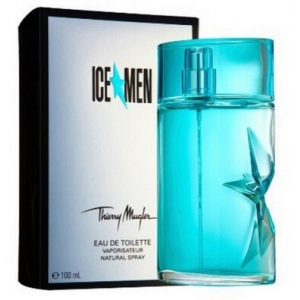 ICE★MEN
Thierry Mugler
EAU DE TOILETTE
VAPORISATEUR
NATURAL SPRAY
℮ 100 mL